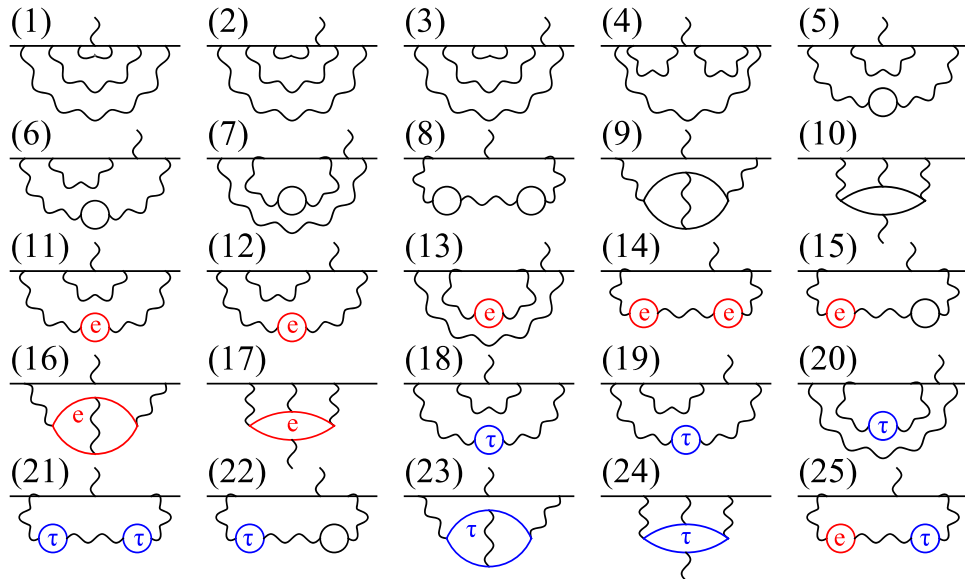 (1) (2) (3) (4) (5)
(6) (7) (8) (9) (10)
(11) (12) (13) (14) (15)
e e e e e e
(16) (17) (18) (19) (20)
e e τ τ τ
(21) (22) (23) (24) (25)
τ τ τ τ τ e τ